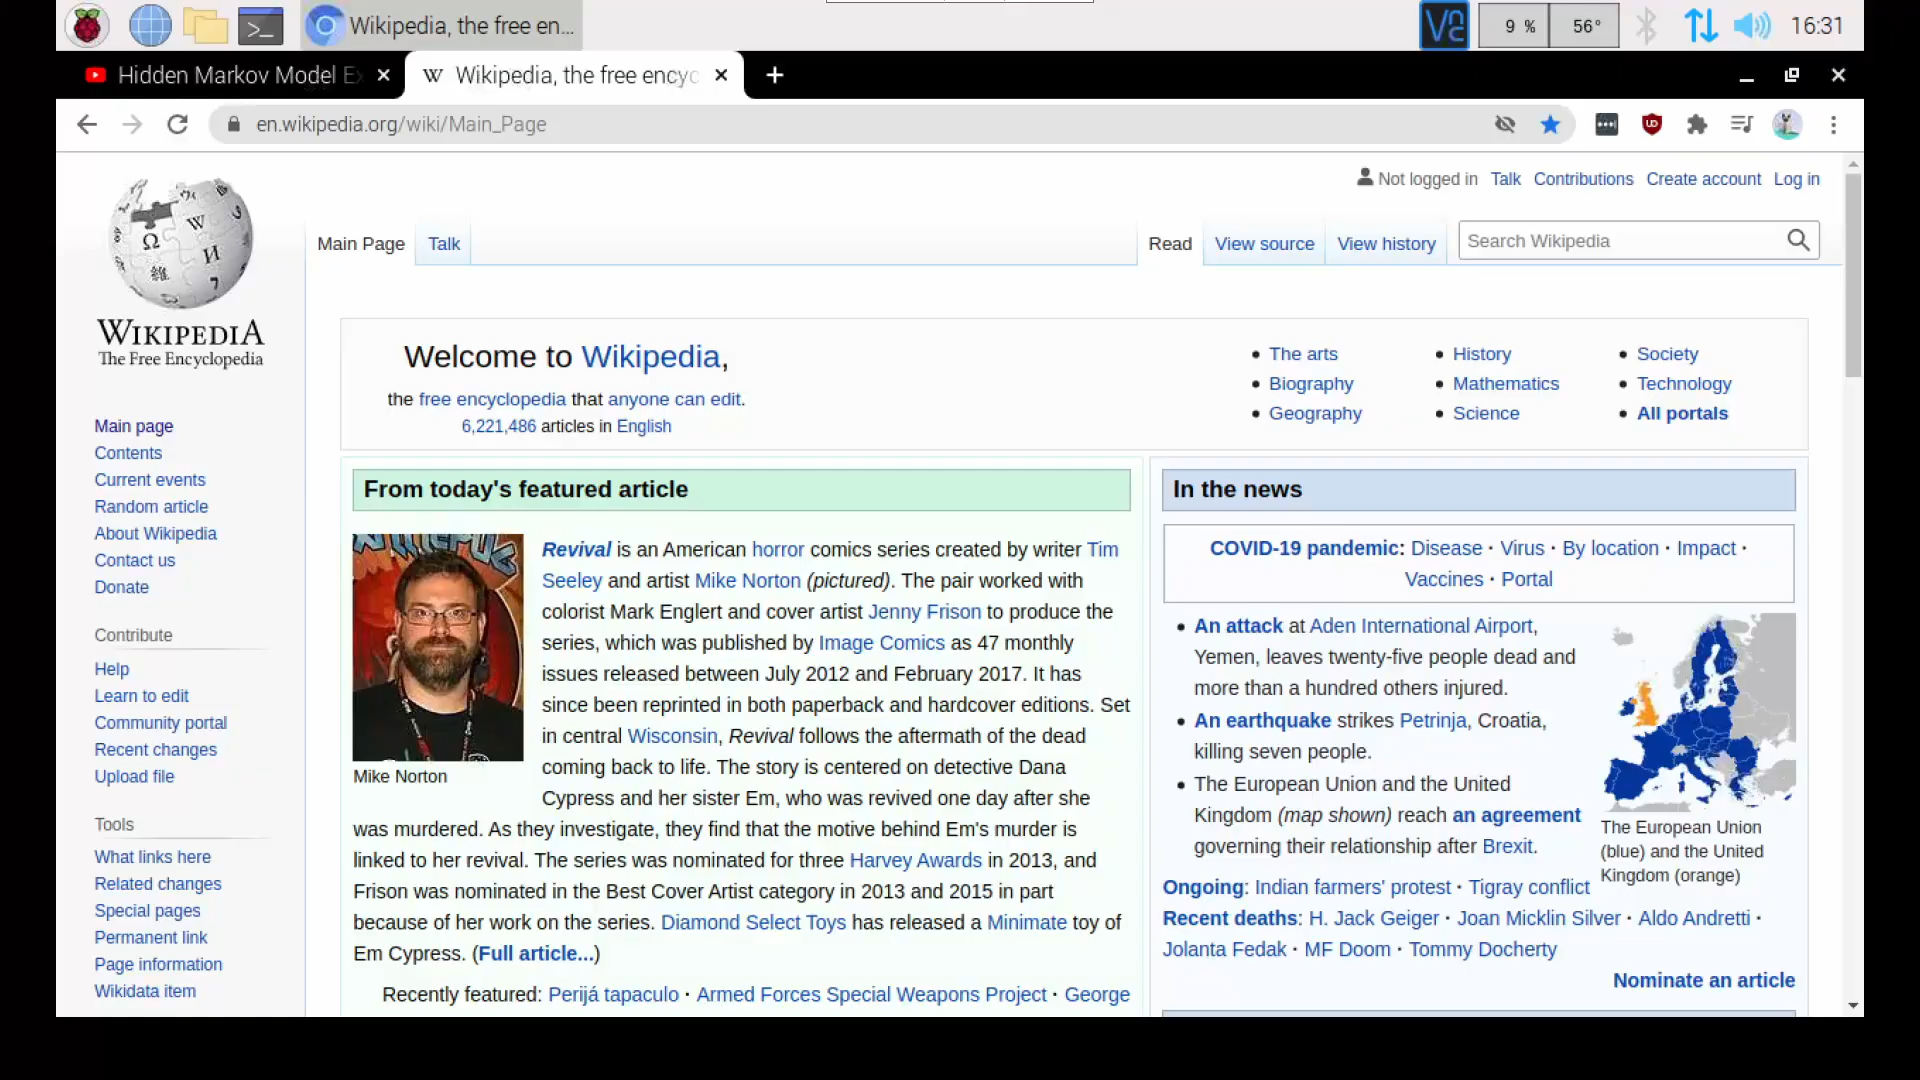 Wikipedia, the free en...
9 %
56°
16:31
Hidden Markov Model E
Wikipedia, the free encyc
en.wikipedia.org/wiki/Main_Page
Not logged in Talk Contributions Create account Log in
Main Page Talk Read View source View history Search Wikipedia
WIKIPEDIA
The Free Encyclopedia
Main page
Contents
Current events
Random article
About Wikipedia
Contact us
Donate
Contribute
Help
Learn to edit
Community portal
Recent changes
Upload file
Tools
What links here
Related changes
Special pages
Permanent link
Page information
Wikidata item
Welcome to Wikipedia,
the free encyclopedia that anyone can edit.
6,221,486 articles in English
The arts
Biography
Geography
History
Mathematics
Science
Society
Technology
All portals
From today's featured article
Revival is an American horror comics series created by writer Tim
Seeley and artist Mike Norton (pictured). The pair worked with
colorist Mark Englert and cover artist Jenny Frison to produce the
series, which was published by Image Comics as 47 monthly
issues released between July 2012 and February 2017. It has
since been reprinted in both paperback and hardcover editions. Set
in central Wisconsin, Revival follows the aftermath of the dead
coming back to life. The story is centered on detective Dana
Cypress and her sister Em, who was revived one day after she
Mike Norton
was murdered. As they investigate, they find that the motive behind Em's murder is
linked to her revival. The series was nominated for three Harvey Awards in 2013, and
Frison was nominated in the Best Cover Artist category in 2013 and 2015 in part
because of her work on the series. Diamond Select Toys has released a Minimate toy of
Em Cypress. (Full article...)
Recently featured: Perijá tapaculo · Armed Forces Special Weapons Project · George
In the news
COVID-19 pandemic: Disease · Virus · By location · Impact ·
Vaccines · Portal
An attack at Aden International Airport,
Yemen, leaves twenty-five people dead and
more than a hundred others injured.
An earthquake strikes Petrinja, Croatia,
killing seven people.
The European Union and the United
Kingdom (map shown) reach an agreement
governing their relationship after Brexit.
The European Union
(blue) and the United
Kingdom (orange)
Ongoing: Indian farmers' protest · Tigray conflict
Recent deaths: H. Jack Geiger · Joan Micklin Silver · Aldo Andretti ·
Jolanta Fedak · MF Doom · Tommy Docherty
Nominate an article